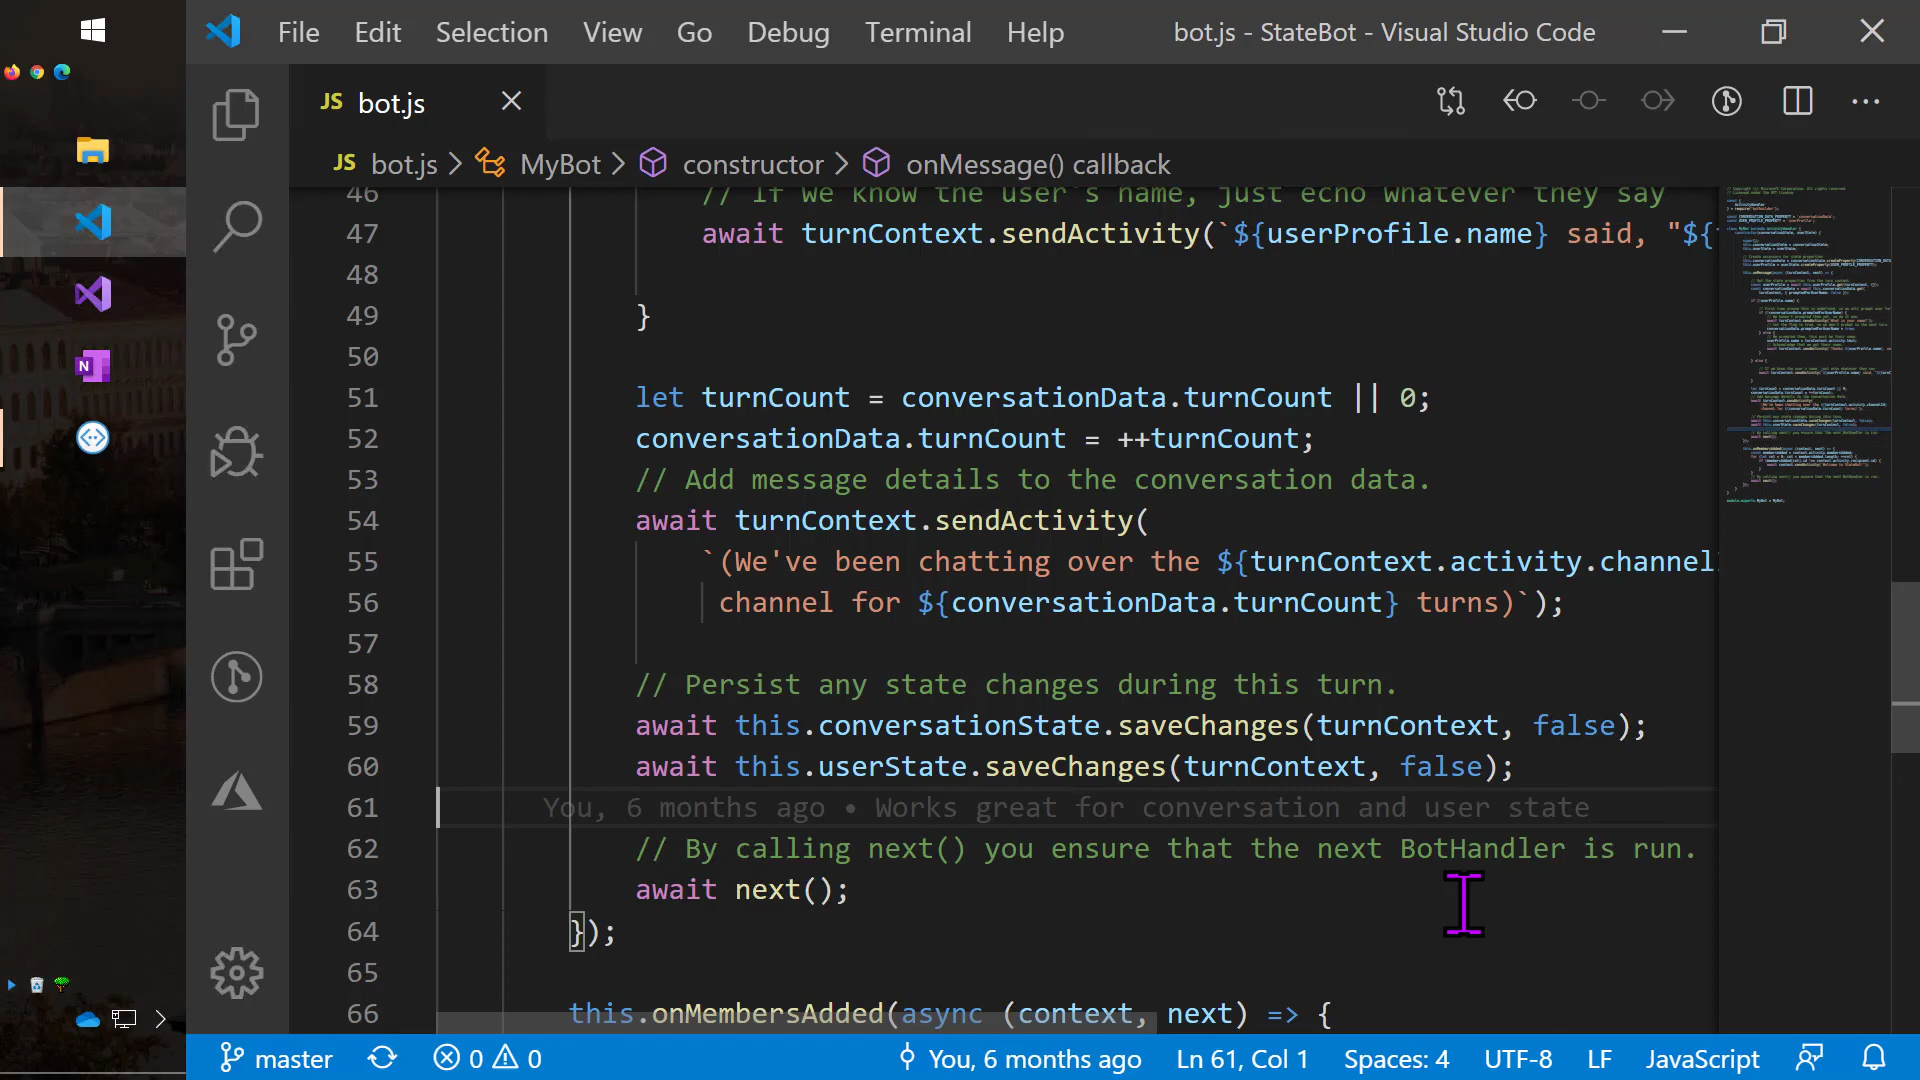 File Edit Selection View Go Debug Terminal Help bot.js - StateBot - Visual Studio Code
JS bot.js
JS bot.js > MyBot > constructor > onMessage() callback
46 // If we know the user's name, just echo whatever they say
47 await turnContext.sendActivity(`${userProfile.name} said, "${
48
49 }
50
51 let turnCount = conversationData.turnCount || 0;
52 conversationData.turnCount = ++turnCount;
53 // Add message details to the conversation data.
54 await turnContext.sendActivity(
55 `(We've been chatting over the ${turnContext.activity.channel
56 channel for ${conversationData.turnCount} turns)`);
57
58 // Persist any state changes during this turn.
59 await this.conversationState.saveChanges(turnContext, false);
60 await this.userState.saveChanges(turnContext, false);
61 You, 6 months ago • Works great for conversation and user state
62 // By calling next() you ensure that the next BotHandler is run.
63 await next();
64 });
65
66 this.onMembersAdded(async (context, next) => {
master 0 0 You, 6 months ago Ln 61, Col 1 Spaces: 4 UTF-8 LF JavaScript